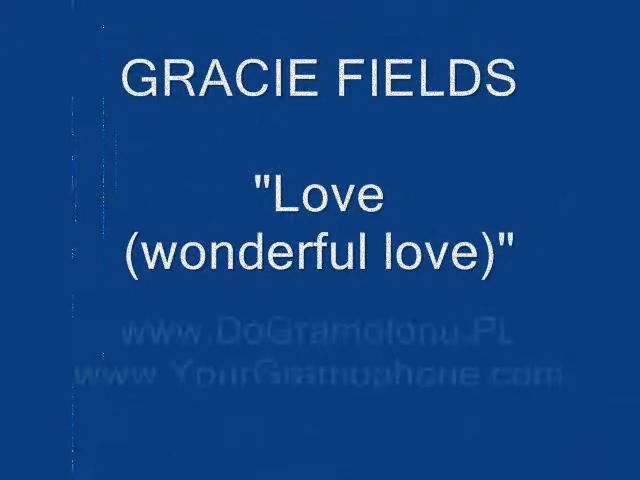 GRACIE FIELDS
"Love
(wonderful love)"
www.DoGramofonu.PL
www.YourGramophone.com